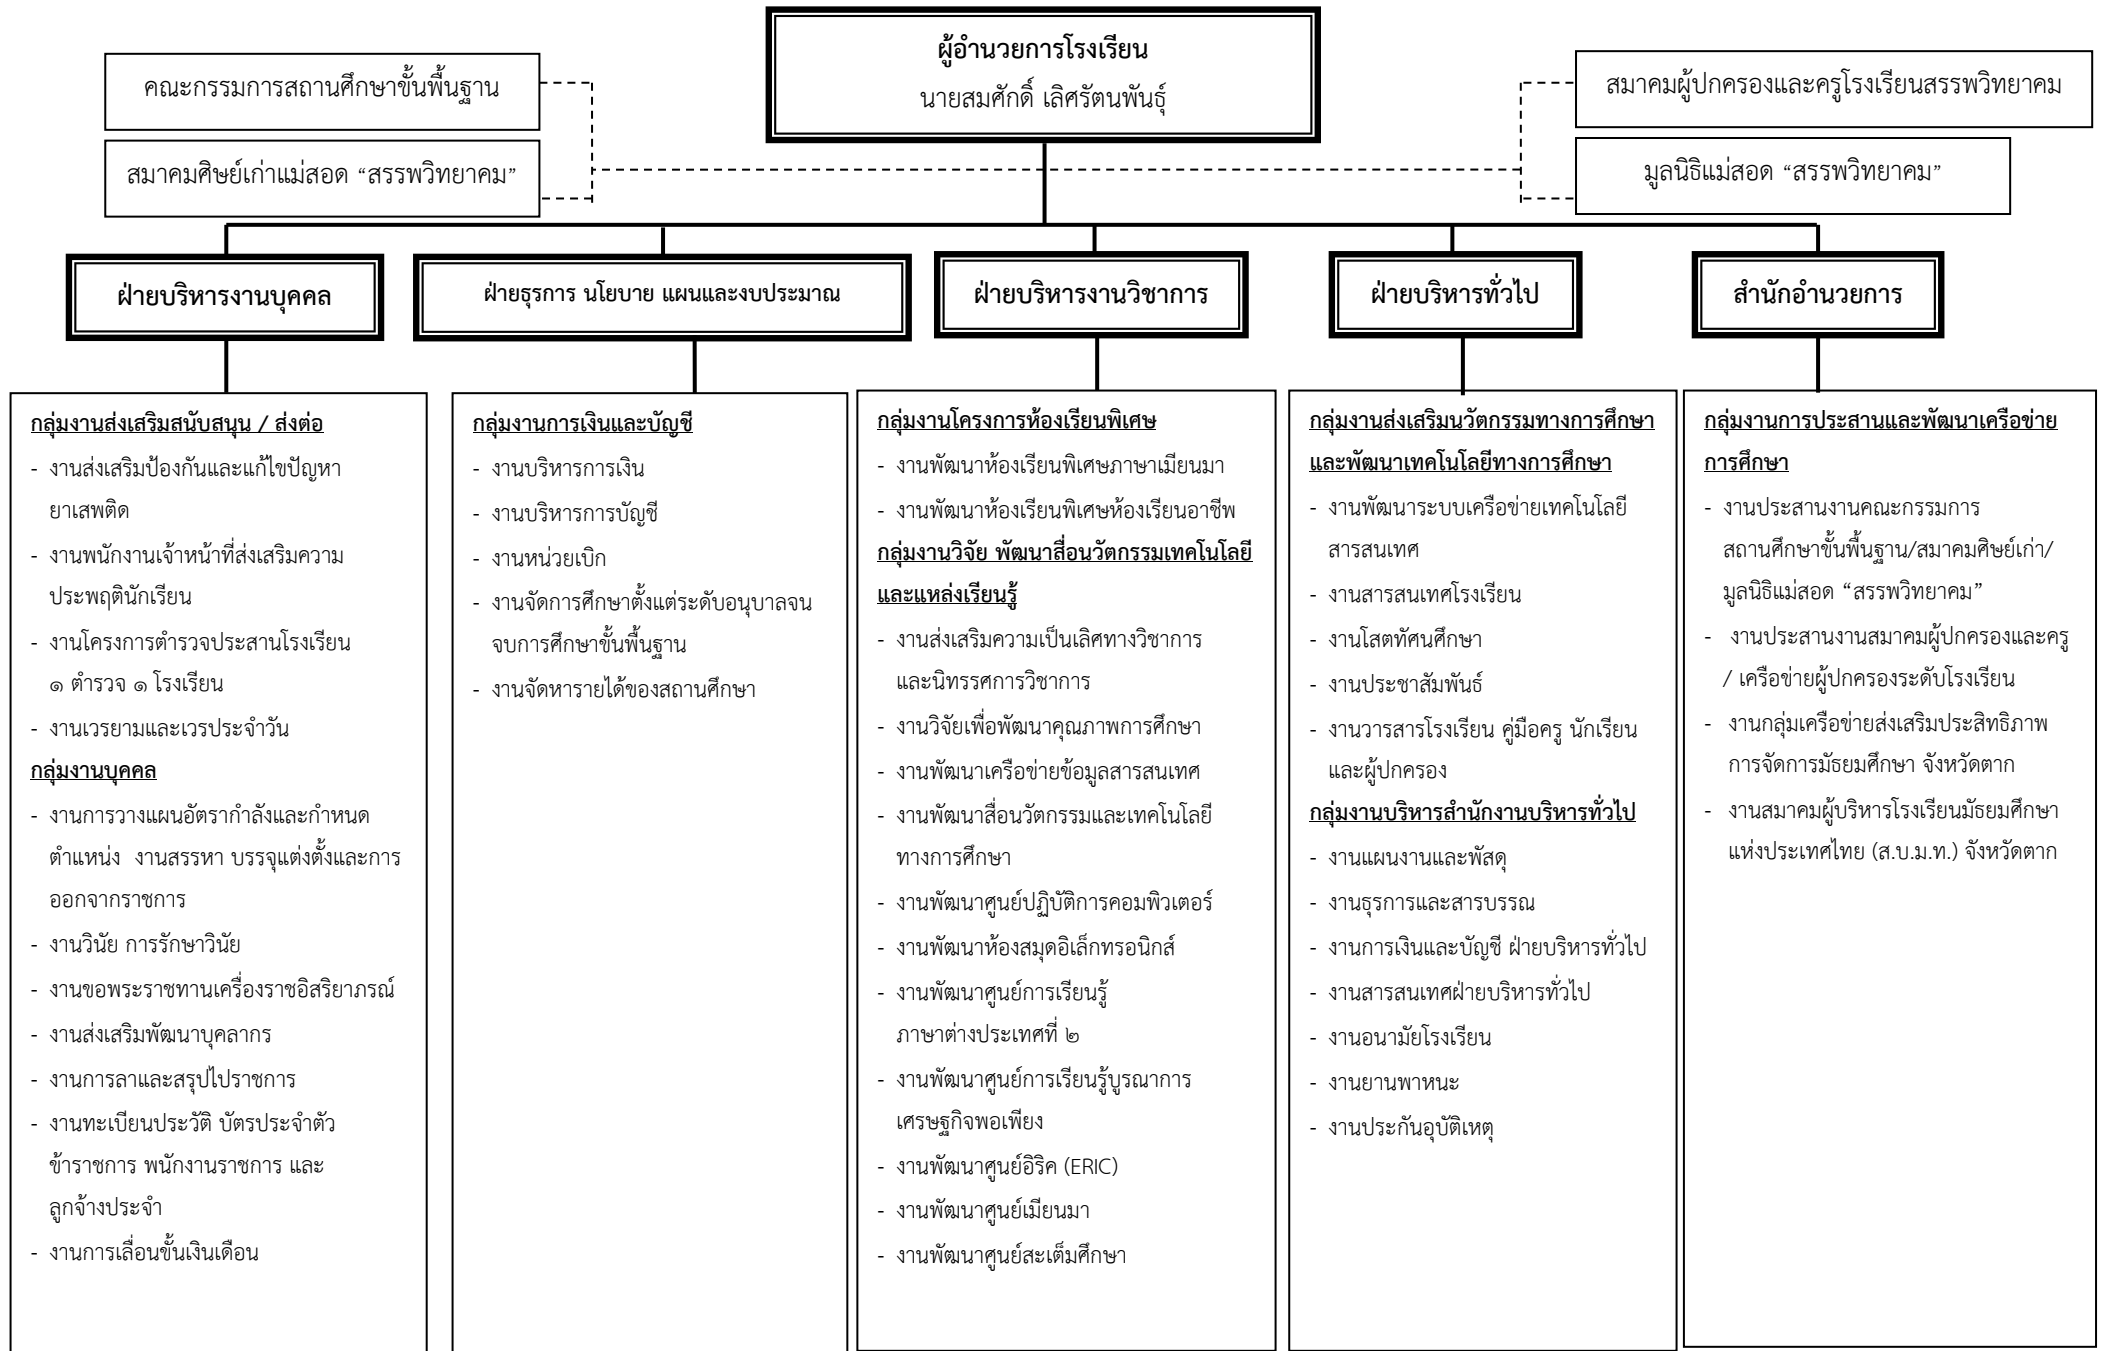 ผู้อำนวยการโรงเรียน
นายสมศักดิ์ เลิศรัตนพันธุ์
คณะกรรมการสถานศึกษาขั้นพื้นฐาน
สมาคมศิษย์เก่าแม่สอด “สรรพวิทยาคม”
สมาคมผู้ปกครองและครูโรงเรียนสรรพวิทยาคม
มูลนิธิแม่สอด “สรรพวิทยาคม”
ฝ่ายบริหารงานบุคคล
ฝ่ายธุรการ นโยบาย แผนและงบประมาณ
ฝ่ายบริหารงานวิชาการ
ฝ่ายบริหารทั่วไป
สำนักอำนวยการ
กลุ่มงานส่งเสริมสนับสนุน / ส่งต่อ
- งานส่งเสริมป้องกันและแก้ไขปัญหา
ยาเสพติด
- งานพนักงานเจ้าหน้าที่ส่งเสริมความ
ประพฤตินักเรียน
- งานโครงการตำรวจประสานโรงเรียน
๑ ตำรวจ ๑ โรงเรียน
- งานเวรยามและเวรประจำวัน
กลุ่มงานบุคคล
- งานการวางแผนอัตรากำลังและกำหนด
ตำแหน่ง งานสรรหา บรรจุแต่งตั้งและการ
ออกจากราชการ
- งานวินัย การรักษาวินัย
- งานขอพระราชทานเครื่องราชอิสริยาภรณ์
- งานส่งเสริมพัฒนาบุคลากร
- งานการลาและสรุปไปราชการ
- งานทะเบียนประวัติ บัตรประจำตัว
ข้าราชการ พนักงานราชการ และ
ลูกจ้างประจำ
- งานการเลื่อนขั้นเงินเดือน
กลุ่มงานการเงินและบัญชี
- งานบริหารการเงิน
- งานบริหารการบัญชี
- งานหน่วยเบิก
- งานจัดการศึกษาตั้งแต่ระดับอนุบาลจน
จบการศึกษาขั้นพื้นฐาน
- งานจัดหารายได้ของสถานศึกษา
กลุ่มงานโครงการห้องเรียนพิเศษ
- งานพัฒนาห้องเรียนพิเศษภาษาเมียนมา
- งานพัฒนาห้องเรียนพิเศษห้องเรียนอาชีพ
กลุ่มงานวิจัย พัฒนาสื่อนวัตกรรมเทคโนโลยี
และแหล่งเรียนรู้
- งานส่งเสริมความเป็นเลิศทางวิชาการ
และนิทรรศการวิชาการ
- งานวิจัยเพื่อพัฒนาคุณภาพการศึกษา
- งานพัฒนาเครือข่ายข้อมูลสารสนเทศ
- งานพัฒนาสื่อนวัตกรรมและเทคโนโลยี
ทางการศึกษา
- งานพัฒนาศูนย์ปฏิบัติการคอมพิวเตอร์
- งานพัฒนาห้องสมุดอิเล็กทรอนิกส์
- งานพัฒนาศูนย์การเรียนรู้
ภาษาต่างประเทศที่ ๒
- งานพัฒนาศูนย์การเรียนรู้บูรณาการ
เศรษฐกิจพอเพียง
- งานพัฒนาศูนย์อิริค (ERIC)
- งานพัฒนาศูนย์เมียนมา
- งานพัฒนาศูนย์สะเต็มศึกษา
กลุ่มงานส่งเสริมนวัตกรรมทางการศึกษา
และพัฒนาเทคโนโลยีทางการศึกษา
- งานพัฒนาระบบเครือข่ายเทคโนโลยี
สารสนเทศ
- งานสารสนเทศโรงเรียน
- งานโสตทัศนศึกษา
- งานประชาสัมพันธ์
- งานวารสารโรงเรียน คู่มือครู นักเรียน
และผู้ปกครอง
กลุ่มงานบริหารสำนักงานบริหารทั่วไป
- งานแผนงานและพัสดุ
- งานธุรการและสารบรรณ
- งานการเงินและบัญชี ฝ่ายบริหารทั่วไป
- งานสารสนเทศฝ่ายบริหารทั่วไป
- งานอนามัยโรงเรียน
- งานยานพาหนะ
- งานประกันอุบัติเหตุ
กลุ่มงานการประสานและพัฒนาเครือข่าย
การศึกษา
- งานประสานงานคณะกรรมการ
สถานศึกษาขั้นพื้นฐาน/สมาคมศิษย์เก่า/
มูลนิธิแม่สอด “สรรพวิทยาคม”
- งานประสานงานสมาคมผู้ปกครองและครู
/ เครือข่ายผู้ปกครองระดับโรงเรียน
- งานกลุ่มเครือข่ายส่งเสริมประสิทธิภาพ
การจัดการมัธยมศึกษา จังหวัดตาก
- งานสมาคมผู้บริหารโรงเรียนมัธยมศึกษา
แห่งประเทศไทย (ส.บ.ม.ท.) จังหวัดตาก